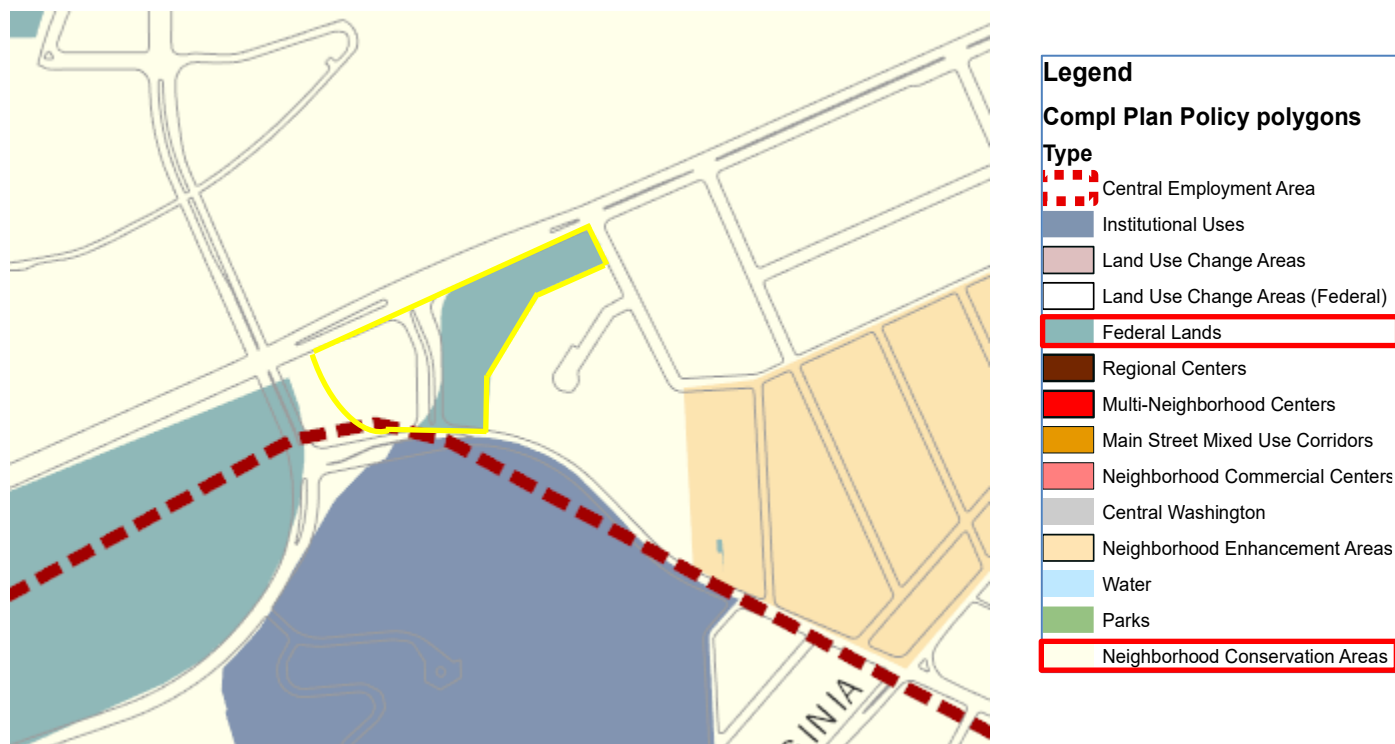 Legend
Compl Plan Policy polygons
Type
Central Employment Area
Institutional Uses
Land Use Change Areas
Land Use Change Areas (Federal)
Federal Lands
Regional Centers
Multi-Neighborhood Centers
Main Street Mixed Use Corridors
Neighborhood Commercial Centers
Central Washington
Neighborhood Enhancement Areas
Water
Parks
Neighborhood Conservation Areas
SINIA